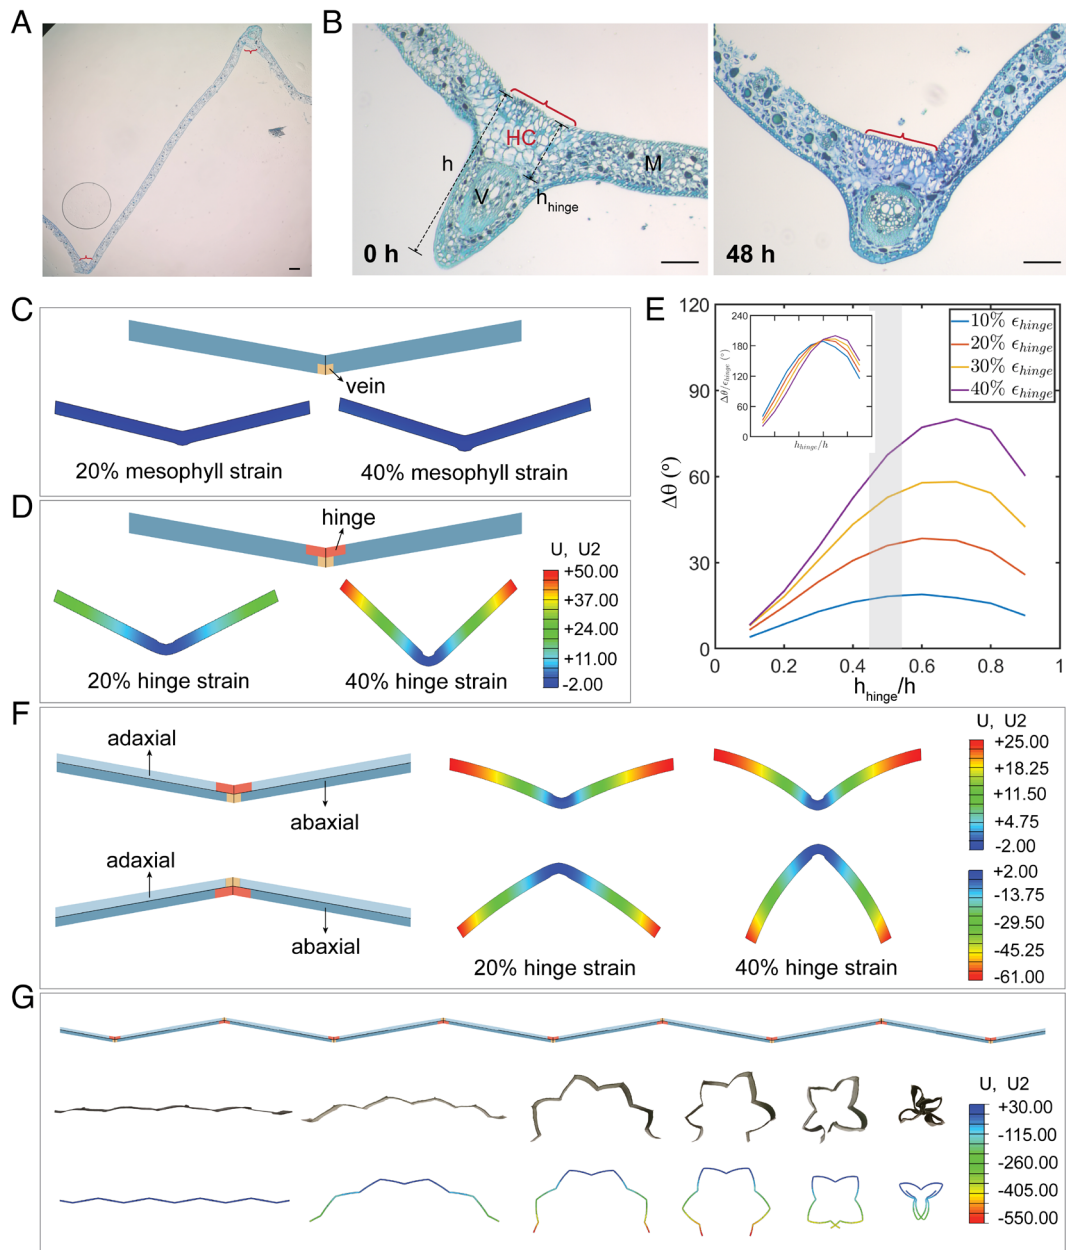 A
B
HC
h
V
M
h_hinge
0 h
48 h
C
vein
20% mesophyll strain
40% mesophyll strain
D
hinge
U, U2
+50.00
+37.00
+24.00
+11.00
-2.00
20% hinge strain
40% hinge strain
E
120
90
60
30
0
Δθ (º)
0
0.2
0.4
0.6
0.8
1
h_hinge/h
10% ϵ_hinge
20% ϵ_hinge
30% ϵ_hinge
40% ϵ_hinge
240
180
120
60
0
Δθ/ϵ_hinge (°)
h_hinge/h
F
adaxial
abaxial
adaxial
abaxial
20% hinge strain
40% hinge strain
U, U2
+25.00
+18.25
+11.50
+4.75
-2.00
+2.00
-13.75
-29.50
-45.25
-61.00
G
U, U2
+30.00
-115.00
-260.00
-405.00
-550.00